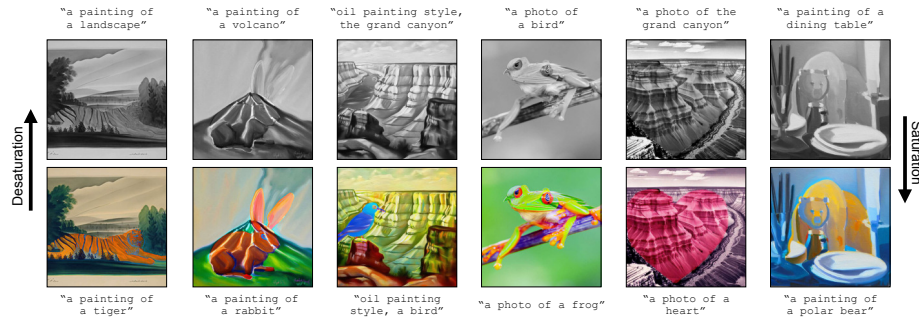 “a painting of
a landscape”
“a painting of
a volcano”
“oil painting style,
the grand canyon”
“a photo of
a bird”
“a photo of the
grand canyon”
“a painting of a
dining table”
Desaturation
Saturation
“a painting of
a tiger”
“a painting of
a rabbit”
“oil painting
style, a bird”
“a photo of a frog”
“a photo of a
heart”
“a painting of
a polar bear”